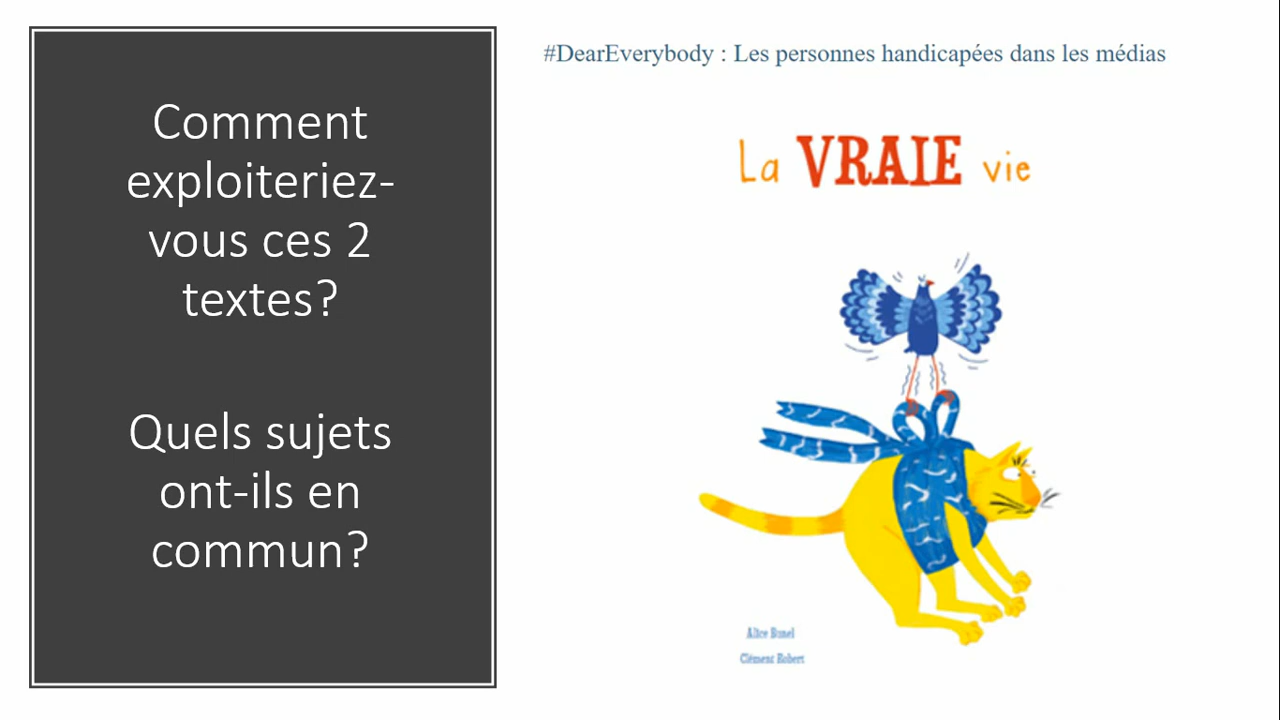 Comment
exploiteriez-
vous ces 2
textes?
Quels sujets
ont-ils en
commun?
#DearEverybody : Les personnes handicapées dans les médias
La VRAIE vie
Alice Bunel
Clément Robert